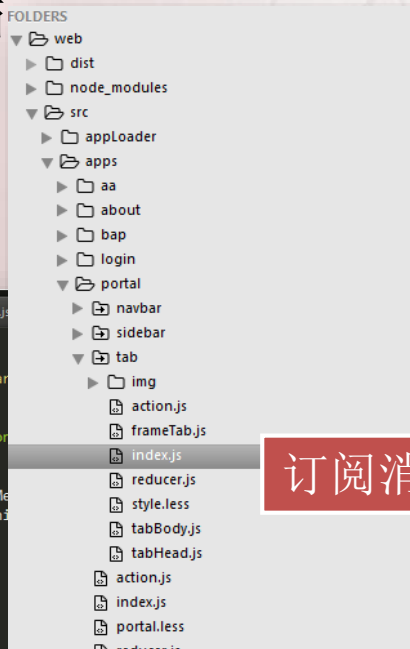 FOLDERS
web
dist
node_modules
src
appLoader
apps
aa
about
bap
login
portal
navbar
sidebar
tab
img
action.js
frameTab.js
index.js
reducer.js
style.less
tabBody.js
tabHead.js
action.js
index.js
portal.less
reducer.js
订阅消